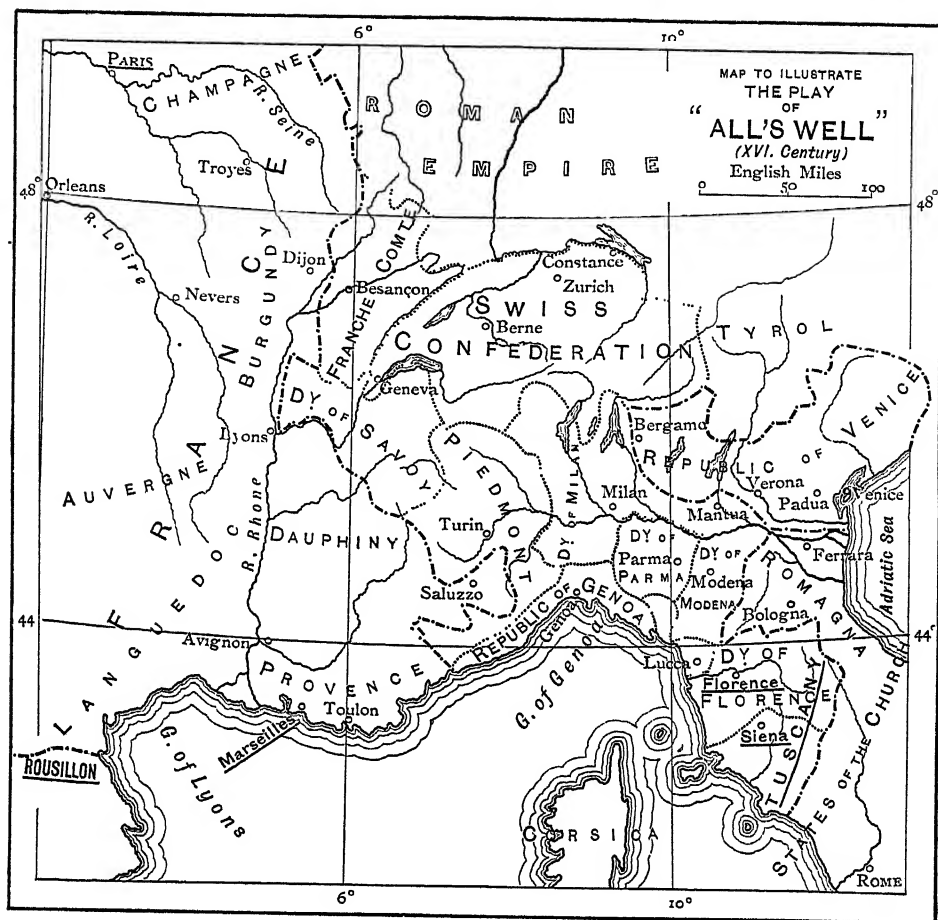 6°
10°
MAP TO ILLUSTRATE
THE PLAY
OF
"ALL'S WELL"
(XVI. Century)
English Miles
0 50 100
PARIS
CHAMPAGNE
R. Seine
ROMAN
EMPIRE
Troyes
48°
Orleans
48°
R. Loire
FRANCE
BURGUNDY
Dijon
FRANCHE COMTE
Besançon
Nevers
Constance
Zurich
SWISS
Berne
CONFEDERATION
TYROL
Geneva
DY OF SAVOY
Lyons
AUVERGNE
PIEDMONT
DY OF MILAN
Milan
Bergamo
REPUBLIC OF VENICE
Verona
Padua
Venice
Mantua
Adriatic Sea
R. Rhone
DAUPHINY
Turin
Saluzzo
DY OF
Parma
PARMA
DY OF
Modena
MODENA
Ferrara
ROMAGNA
Bologna
LANGUEDOC
44°
44°
Avignon
PROVENCE
REPUBLIC OF GENOA
Genoa
G. of Genoa
Lucca
DY OF
Florence
FLORENCE
Toulon
Marseilles
G. of Lyons
ROUSILLON
Siena
TUSCANY
STATES OF THE CHURCH
CORSICA
ROME
6°
10°